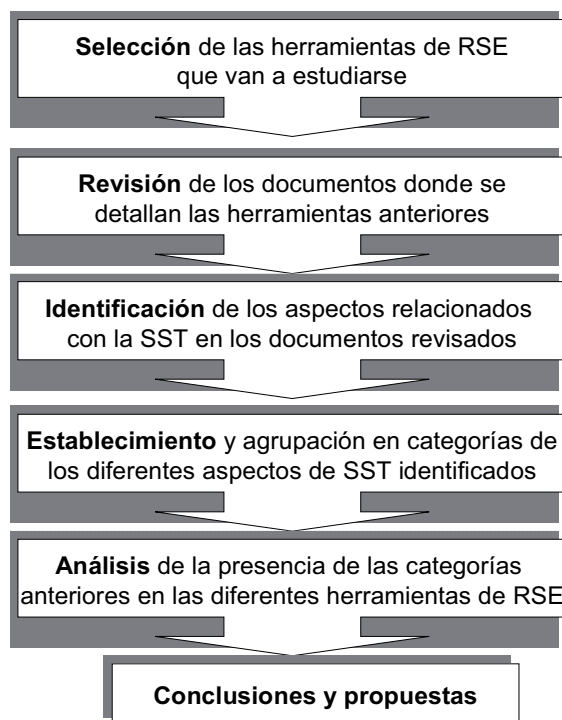 Selección de las herramientas de RSE
que van a estudiarse
Revisión de los documentos donde se
detallan las herramientas anteriores
Identificación de los aspectos relacionados
con la SST en los documentos revisados
Establecimiento y agrupación en categorías de
los diferentes aspectos de SST identificados
Análisis de la presencia de las categorías
anteriores en las diferentes herramientas de RSE
Conclusiones y propuestas